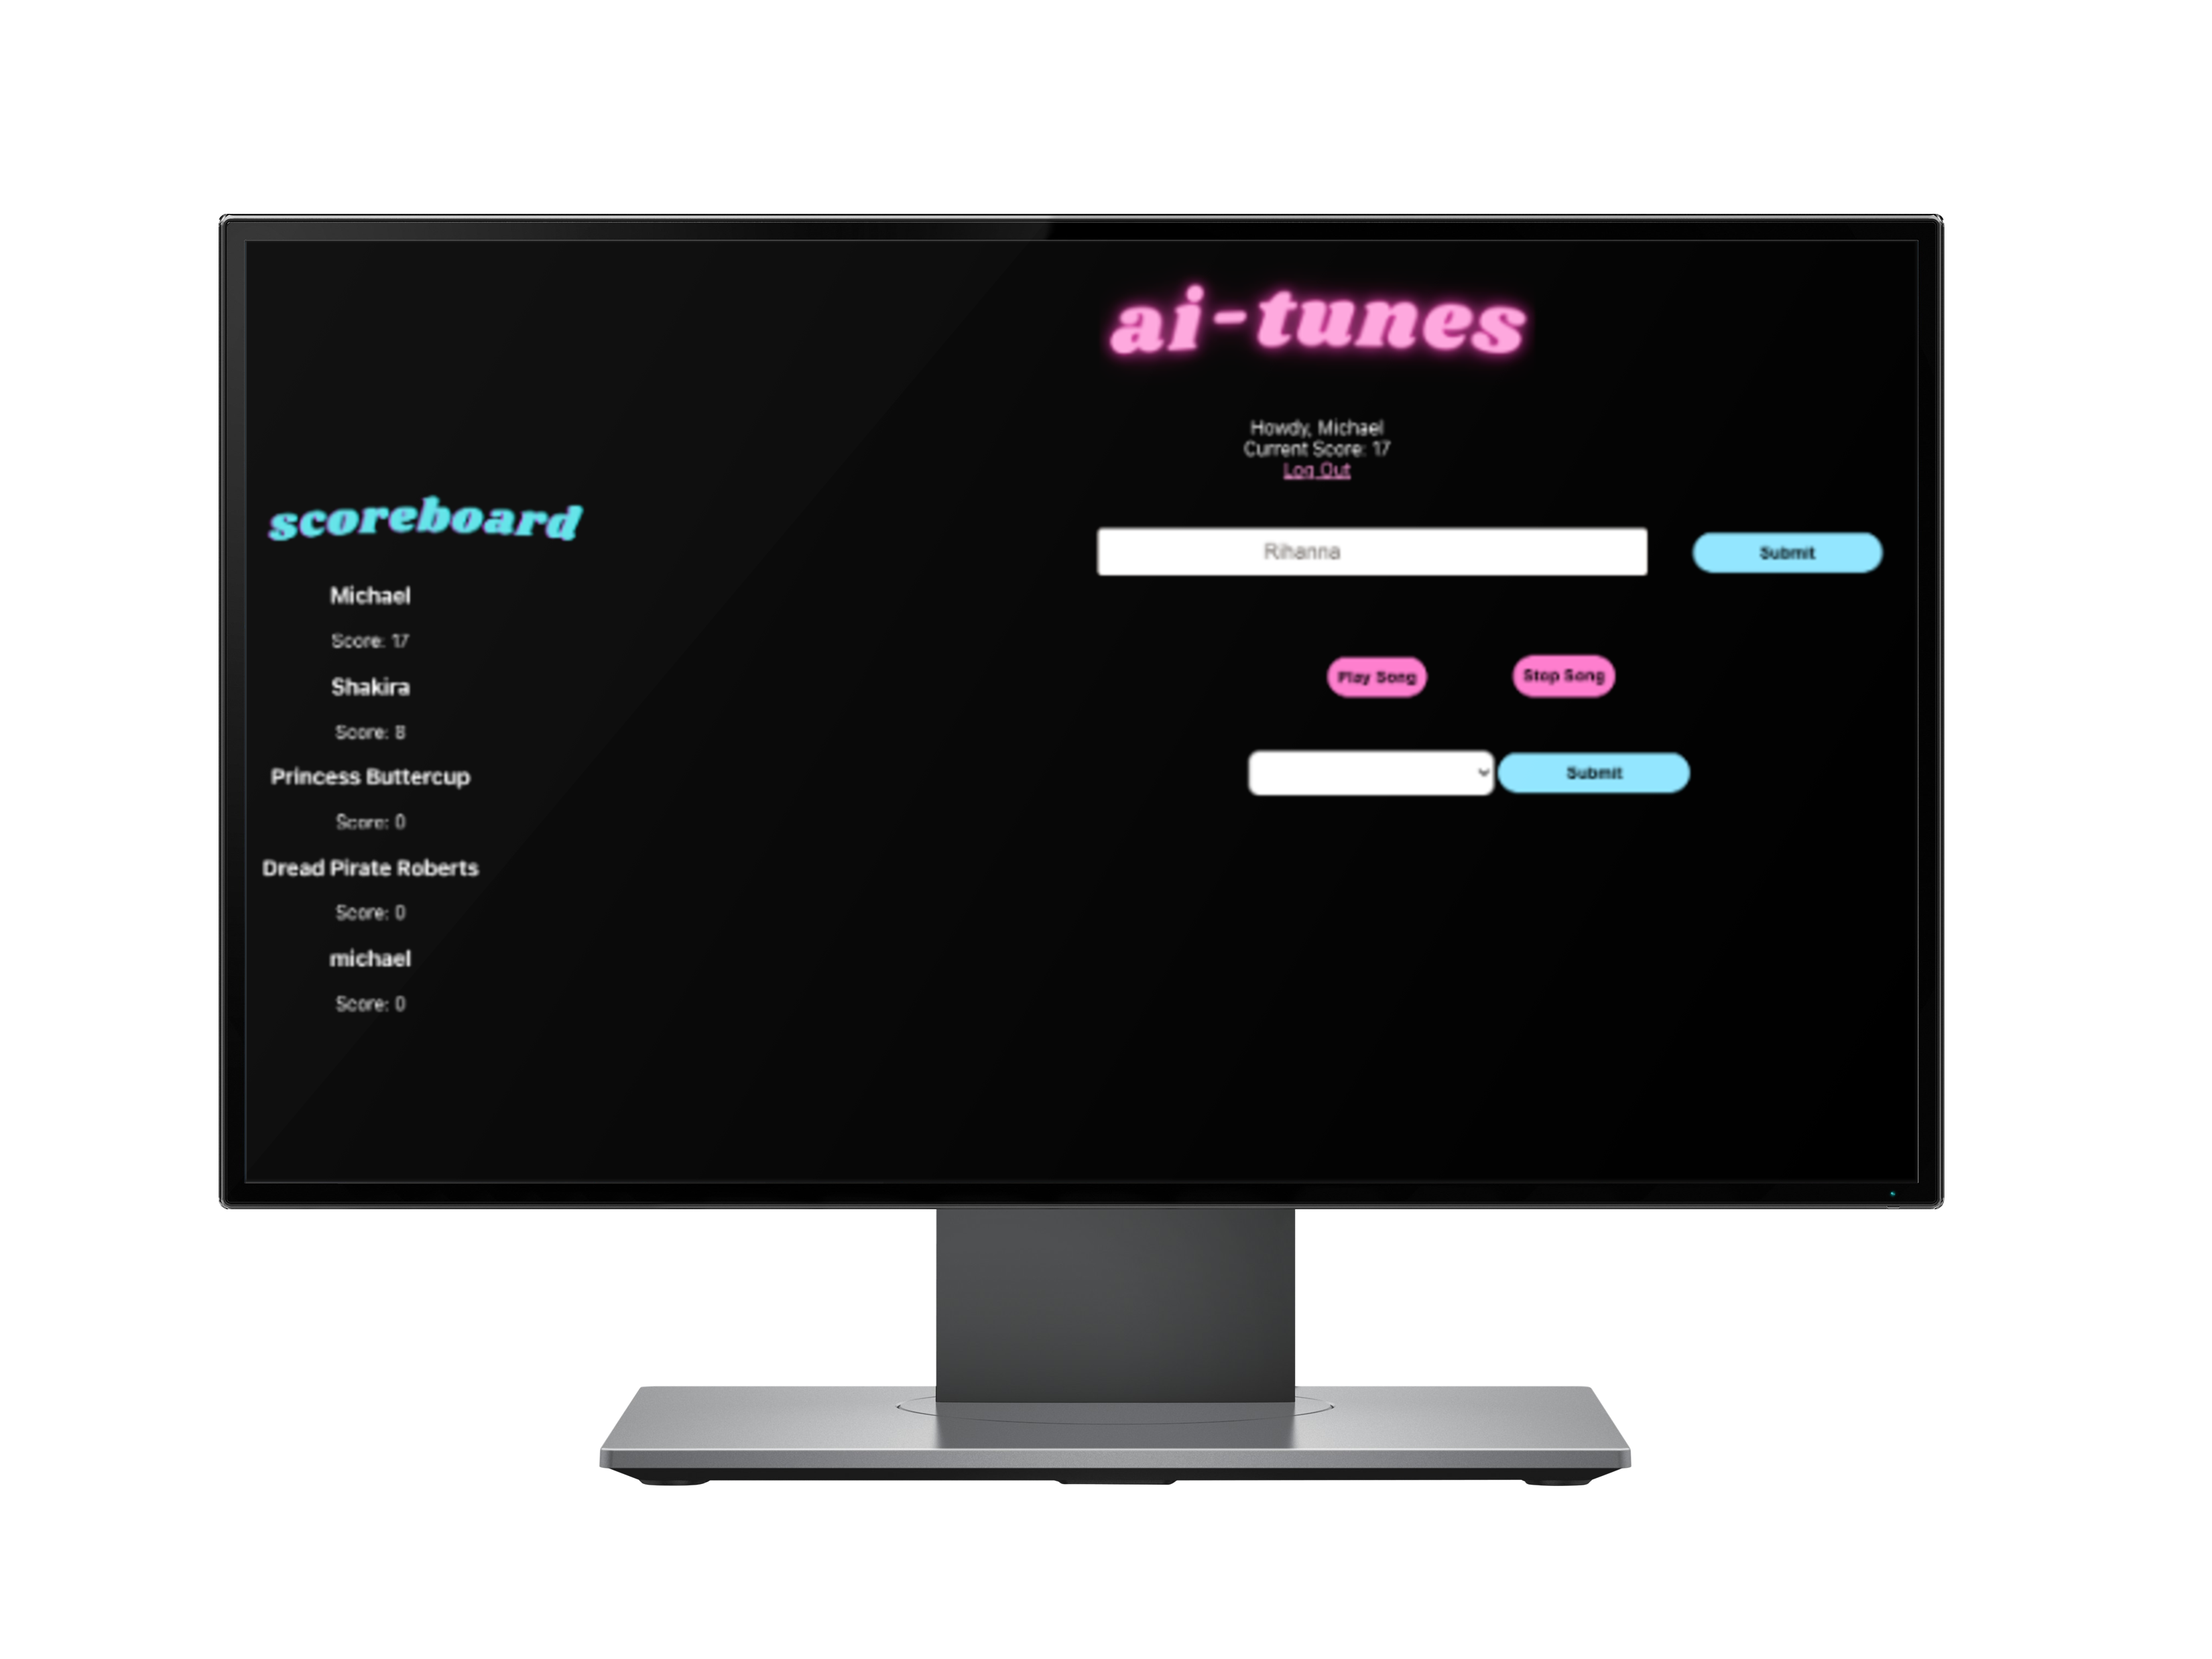 ai-tunes
Howdy, Michael
Current Score: 17
Log Out
Rihanna
Submit
Play Song
Stop Song
Submit
scoreboard
Michael
Score: 17
Shakira
Score: 8
Princess Buttercup
Score: 0
Dread Pirate Roberts
Score: 0
michael
Score: 0